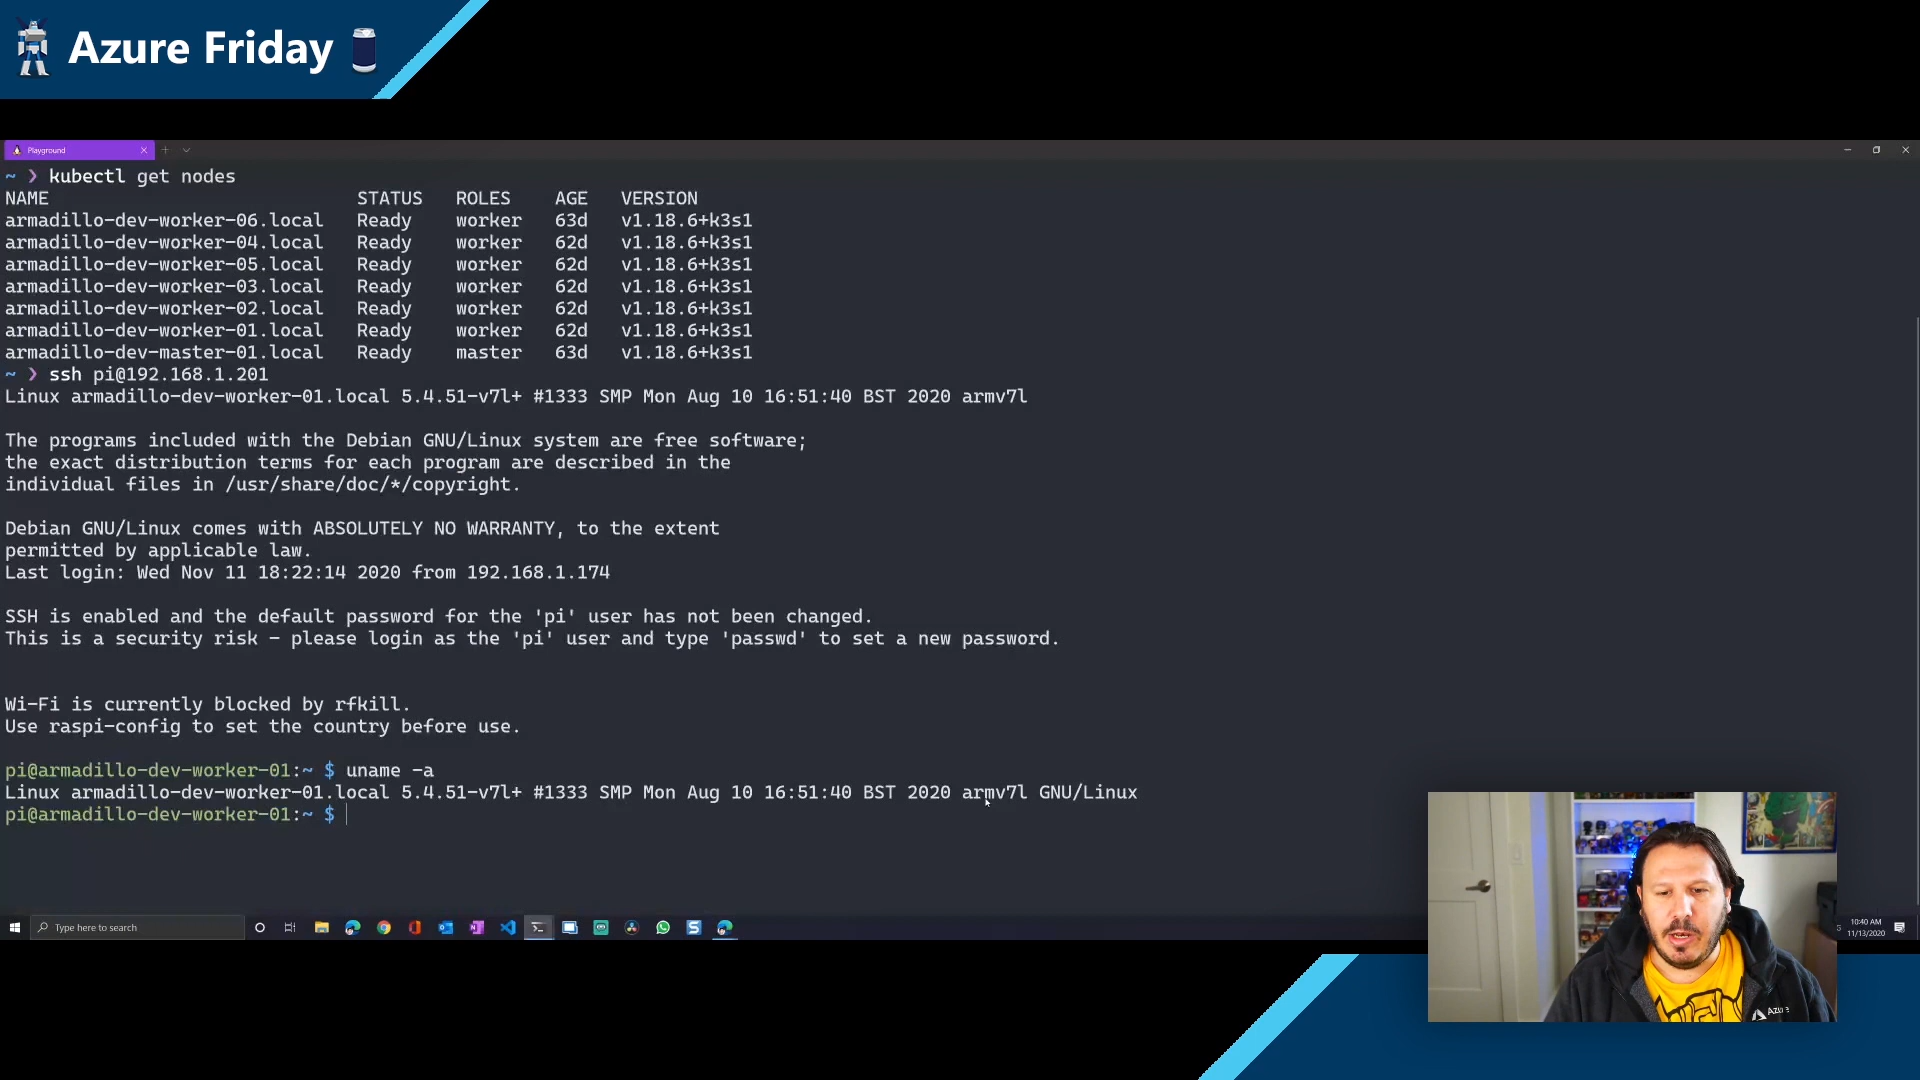 Azure Friday
Playground
~ ❯ kubectl get nodes
NAME STATUS ROLES AGE VERSION
armadillo-dev-worker-06.local Ready worker 63d v1.18.6+k3s1
armadillo-dev-worker-04.local Ready worker 62d v1.18.6+k3s1
armadillo-dev-worker-05.local Ready worker 62d v1.18.6+k3s1
armadillo-dev-worker-03.local Ready worker 62d v1.18.6+k3s1
armadillo-dev-worker-02.local Ready worker 62d v1.18.6+k3s1
armadillo-dev-worker-01.local Ready worker 62d v1.18.6+k3s1
armadillo-dev-master-01.local Ready master 63d v1.18.6+k3s1
~ ❯ ssh pi@192.168.1.201
Linux armadillo-dev-worker-01.local 5.4.51-v7l+ #1333 SMP Mon Aug 10 16:51:40 BST 2020 armv7l
The programs included with the Debian GNU/Linux system are free software;
the exact distribution terms for each program are described in the
individual files in /usr/share/doc/*/copyright.
Debian GNU/Linux comes with ABSOLUTELY NO WARRANTY, to the extent
permitted by applicable law.
Last login: Wed Nov 11 18:22:14 2020 from 192.168.1.174
SSH is enabled and the default password for the 'pi' user has not been changed.
This is a security risk - please login as the 'pi' user and type 'passwd' to set a new password.
Wi-Fi is currently blocked by rfkill.
Use raspi-config to set the country before use.
pi@armadillo-dev-worker-01:~ $ uname -a
Linux armadillo-dev-worker-01.local 5.4.51-v7l+ #1333 SMP Mon Aug 10 16:51:40 BST 2020 armv7l GNU/Linux
pi@armadillo-dev-worker-01:~ $
Type here to search
10:40 AM
11/13/2020